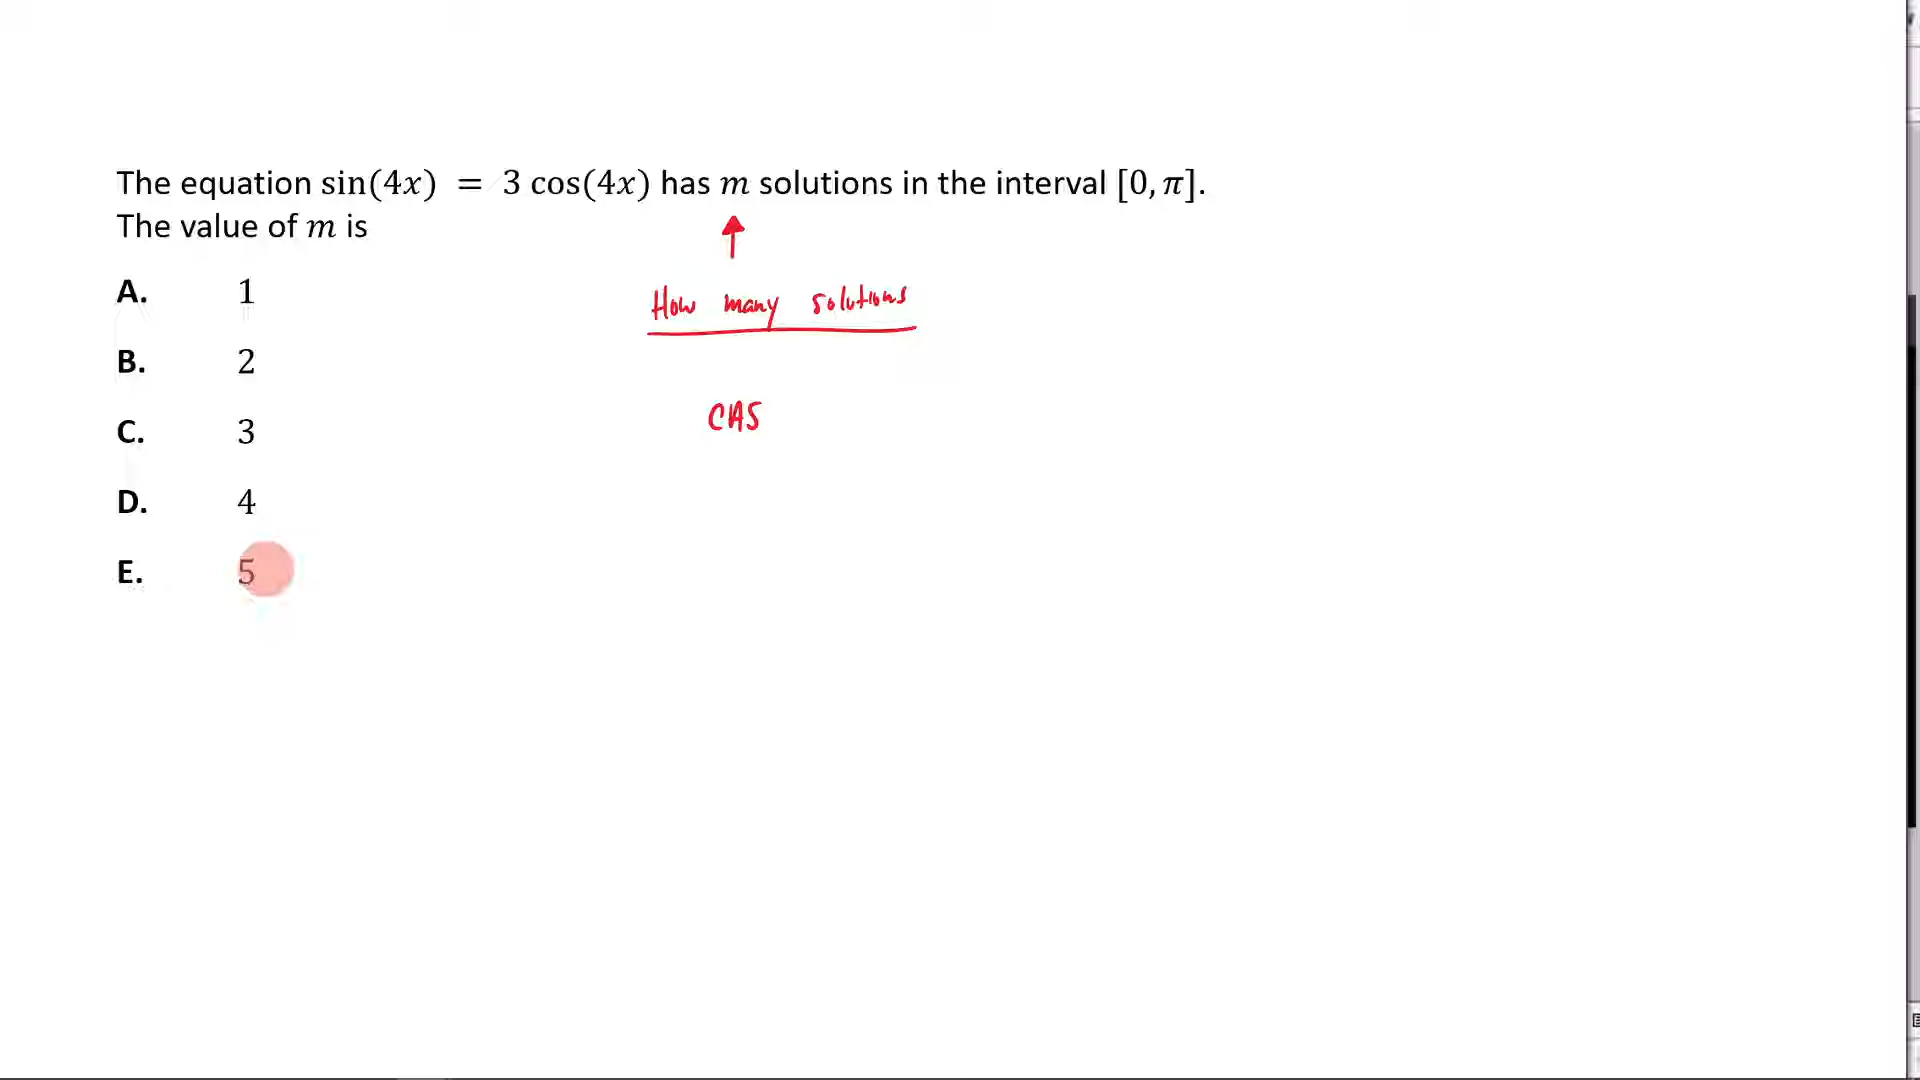 The equation sin(4x) = 3 cos(4x) has m solutions in the interval [0, π].
The value of m is
A. 1
How many solutions
B. 2
CAS
C. 3
D. 4
E. 5